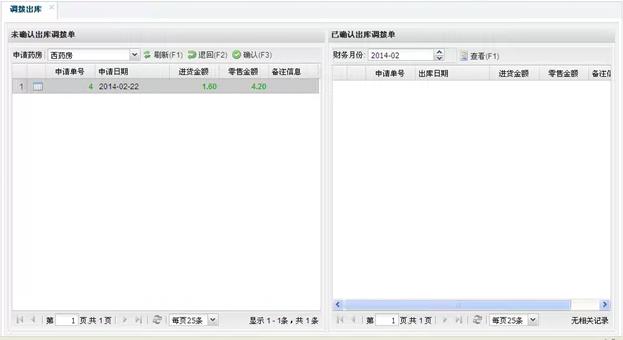 调拨出库
未确认出库调拨单
申请药房: 西药房 刷新(F1) 退回(F2) 确认(F3)
申请单号 申请日期 进货金额 零售金额 备注信息
1 4 2014-02-22 1.60 4.20
第 1 页,共 1 页 每页25条 显示 1 - 1条，共 1 条
已确认出库调拨单
财务月份: 2014-02 查看(F1)
申请单号 出库日期 进货金额 零售金额 备注信
第 1 页,共 1 页 每页25条 无相关记录